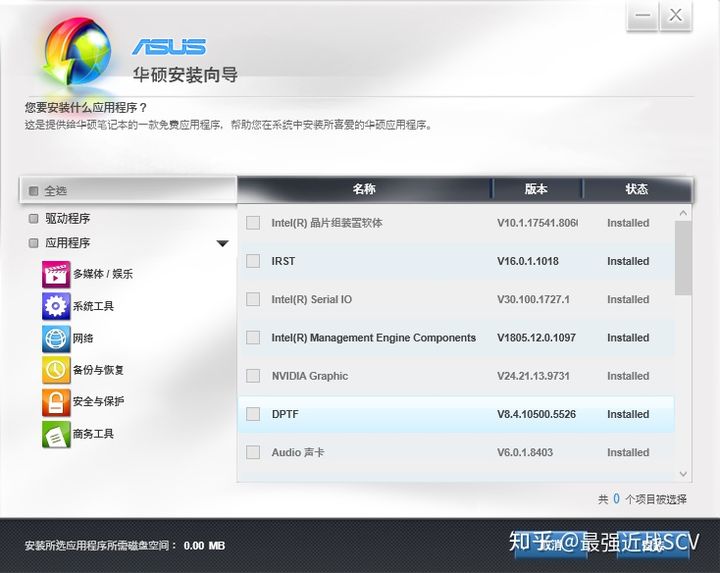 ASUS
华硕安装向导
您要安装什么应用程序？
这是提供给华硕笔记本的一款免费应用程序, 帮助您在系统中安装所喜爱的华硕应用程序。
全选 名称 版本 状态
驱动程序
应用程序
多媒体 / 娱乐
系统工具
网络
备份与恢复
安全与保护
商务工具
Intel(R) 晶片组装置软体 V10.1.17541.806 Installed
IRST V16.0.1.1018 Installed
Intel(R) Serial IO V30.100.1727.1 Installed
Intel(R) Management Engine Components V1805.12.0.1097 Installed
NVIDIA Graphic V24.21.13.9731 Installed
DPTF V8.4.10500.5526 Installed
Audio 声卡 V6.0.1.8403 Installed
共 0 个项目被选择
安装所选应用程序所需磁盘空间： 0.00 MB
知乎 @最强近战SCV